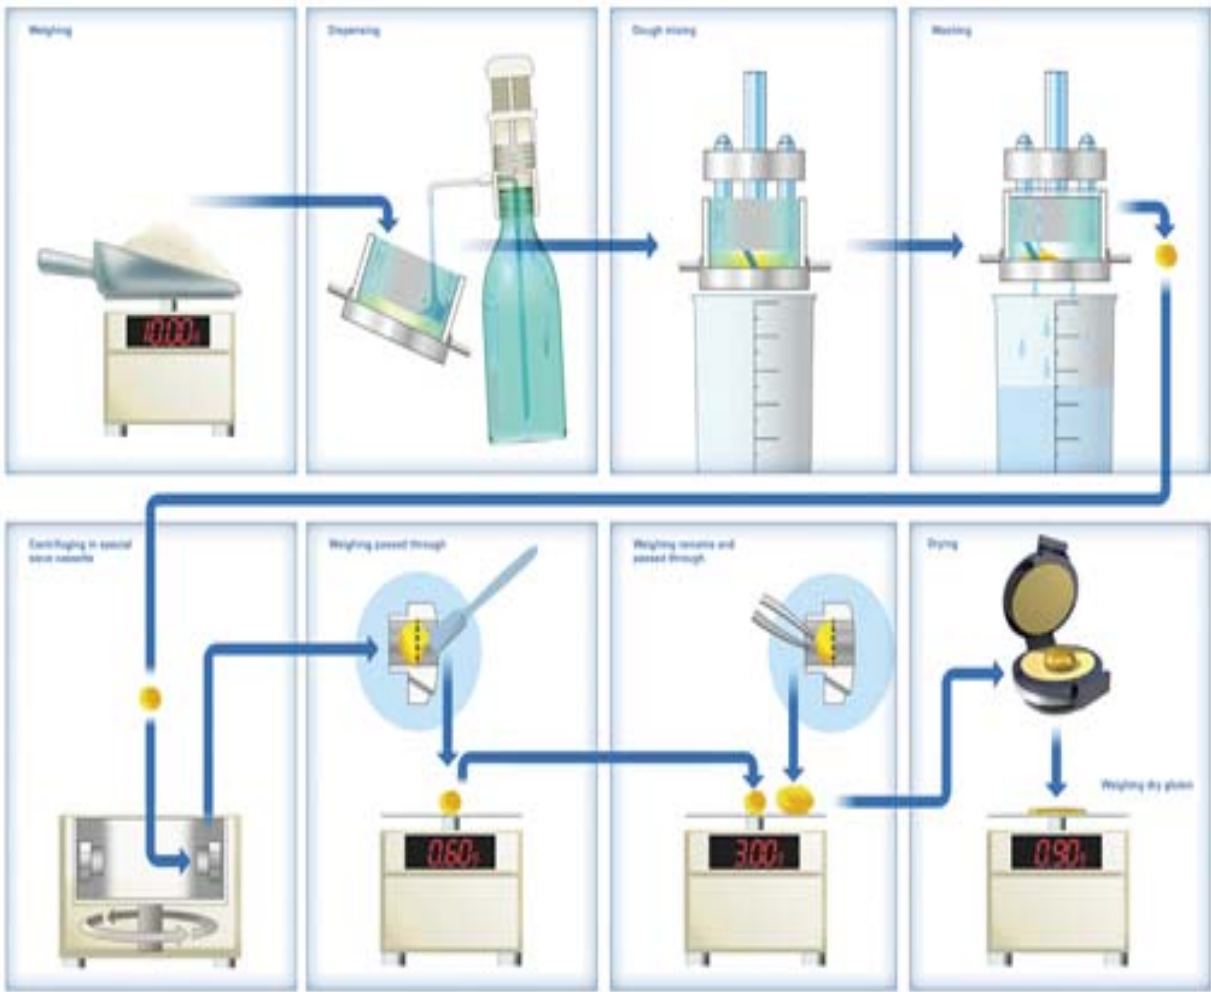 Weighing
Dispensing
Dough mixing
Washing
10.00g
Centrifuging in special
sieve cassette
Weighing passed through
Weighing remains and
passed through
Drying
Weighing dry gluten
0.60g
3.00g
0.90g